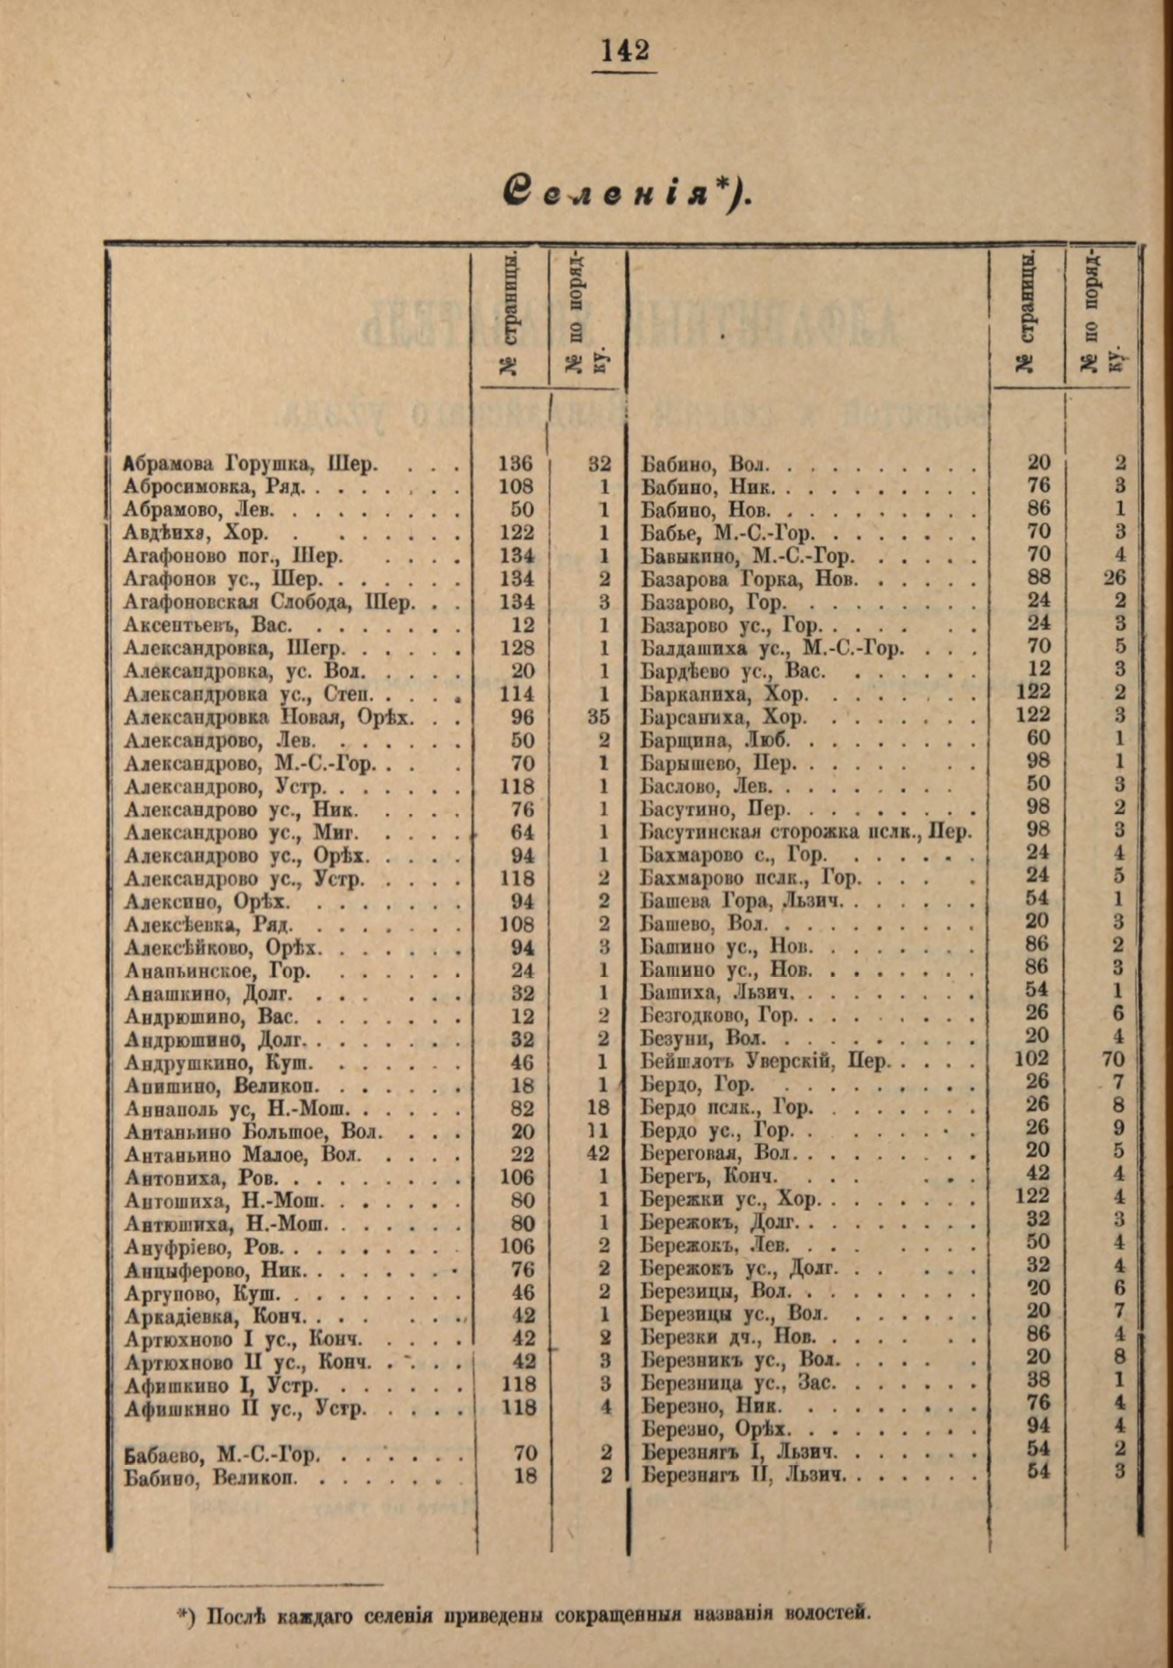 142
Селенія*).
№ страницы.
№ по поряд-
ку.
№ страницы.
№ по поряд-
ку.
Абрамова Горушка, Шер. . . . 136 32
Абросимовка, Ряд. . . . . . . . 108 1
Абрамово, Лев. . . . . . . . . 50 1
Авдѣиха, Хор. . . . . . . . 122 1
Агафоново пог., Шер. . . . . 134 1
Агафонов ус., Шер. . . . . . . 134 2
Агафоновская Слобода, Шер. . . 134 3
Аксентьевъ, Вас. . . . . . . . 12 1
Александровка, Шегр. . . . . . 128 1
Александровка, ус. Вол. . . . . 20 1
Александровка ус., Степ. . . . . 114 1
Александровка Новая, Орѣх. . . 96 35
Александрово, Лев. . . . . . . 50 2
Александрово, М.-С.-Гор. . . . 70 1
Александрово, Устр. . . . . . . 118 1
Александрово ус., Ник. . . . . 76 1
Александрово ус., Миг. . . . . 64 1
Александрово ус., Орѣх. . . . . 94 1
Александрово ус., Устр. . . . . 118 2
Алексино, Орѣх. . . . . . . . 94 2
Алексѣевка, Ряд. . . . . . . . 108 2
Алексѣйково, Орѣх. . . . . . . 94 3
Ананьинское, Гор. . . . . . . 24 1
Анашкино, Долг. . . . . . . 32 1
Андрюшино, Вас. . . . . . . . 12 2
Андрюшино, Долг. . . . . . . . 32 2
Андрушкино, Куш. . . . . . . 46 1
Анишино, Великоп. . . . . . . 18 1
Аннаполь ус, Н.-Мош. . . . . . 82 18
Антаньино Большое, Вол. . . . 20 11
Антаньино Малое, Вол. . . . . 22 42
Антониха, Ров. . . . . . . . . 106 1
Антошиха, Н.-Мош. . . . . . . 80 1
Антюшиха, Н.-Мош. . . . . . . 80 1
Ануфріево, Ров. . . . . . . . 106 2
Анцыферово, Ник. . . . . . . . 76 2
Аргуново, Куш. . . . . . . . . 46 2
Аркадіевка, Конч. . . . . . . 42 1
Артюхново I ус., Конч. . . . . 42 2
Артюхново II ус., Конч. . . . . 42 3
Афишкино I, Устр. . . . . . . 118 3
Афишкино II ус., Устр. . . . . 118 4
Бабаево, М.-С.-Гор. . . . . . . 70 2
Бабино, Великоп. . . . . . . . 18 2
Бабино, Вол. . . . . . . . . . 20 2
Бабино, Ник. . . . . . . . . . 76 3
Бабино, Нов. . . . . . . . . . 86 1
Бабье, М.-С.-Гор. . . . . . . . 70 3
Бавыкино, М.-С.-Гор. . . . . . 70 4
Базарова Горка, Нов. . . . . . 88 26
Базарово, Гор. . . . . . . . . 24 2
Базарово ус., Гор. . . . . . . 24 3
Балдашиха ус., М.-С.-Гор. . . . 70 5
Бардѣево ус., Вас. . . . . . . 12 3
Барканиха, Хор. . . . . . . . 122 2
Барсаниха, Хор. . . . . . . . 122 3
Барщина, Люб. . . . . . . . . 60 1
Барышево, Пер. . . . . . . . 98 1
Баслово, Лев. . . . . . . . . 50 3
Басутино, Пер. . . . . . . . . 98 2
Басутинская сторожка пслк., Пер. 98 3
Бахмарово с., Гор. . . . . . . 24 4
Бахмарово пслк., Гор. . . . . 24 5
Башева Гора, Льзич. . . . . . . 54 1
Башево, Вол. . . . . . . . . . 20 3
Башино ус., Нов. . . . . . . . 86 2
Башино ус., Нов. . . . . . . . 86 3
Башиха, Льзич. . . . . . . . . 54 1
Безгодково, Гор. . . . . . . . . 26 6
Безуни, Вол. . . . . . . . . . 20 4
Бейшлотъ Уверскій, Пер. . . . . 102 70
Бердо, Гор. . . . . . . . . . 26 7
Бердо пслк., Гор. . . . . . . . 26 8
Бердо ус., Гор. . . . . . . . 26 9
Береговая, Вол. . . . . . . . . 20 5
Берегъ, Конч. . . . . . . 42 4
Бережки ус., Хор. . . . . . . . 122 4
Бережокъ, Долг. . . . . . . . . 32 3
Бережокъ, Лев. . . . . . . . 50 4
Бережокъ ус., Долг. . . . . . 32 4
Березицы, Вол. . . . . . . . . 20 6
Березицы ус., Вол. . . . . . . 20 7
Березки дч., Нов. . . . . . . 86 4
Березникъ ус., Вол. . . . . . 20 8
Березница ус., Зас. . . . . . . 38 1
Березно, Ник. . . . . . . . . 76 4
Березно, Орѣх. . . . . . . . . 94 4
Березнягъ I, Льзич. . . . . . . 54 2
Березнягъ II, Льзич. . . . . . . 54 3
*) Послѣ каждаго селенія приведены сокращенныя названія волостей.